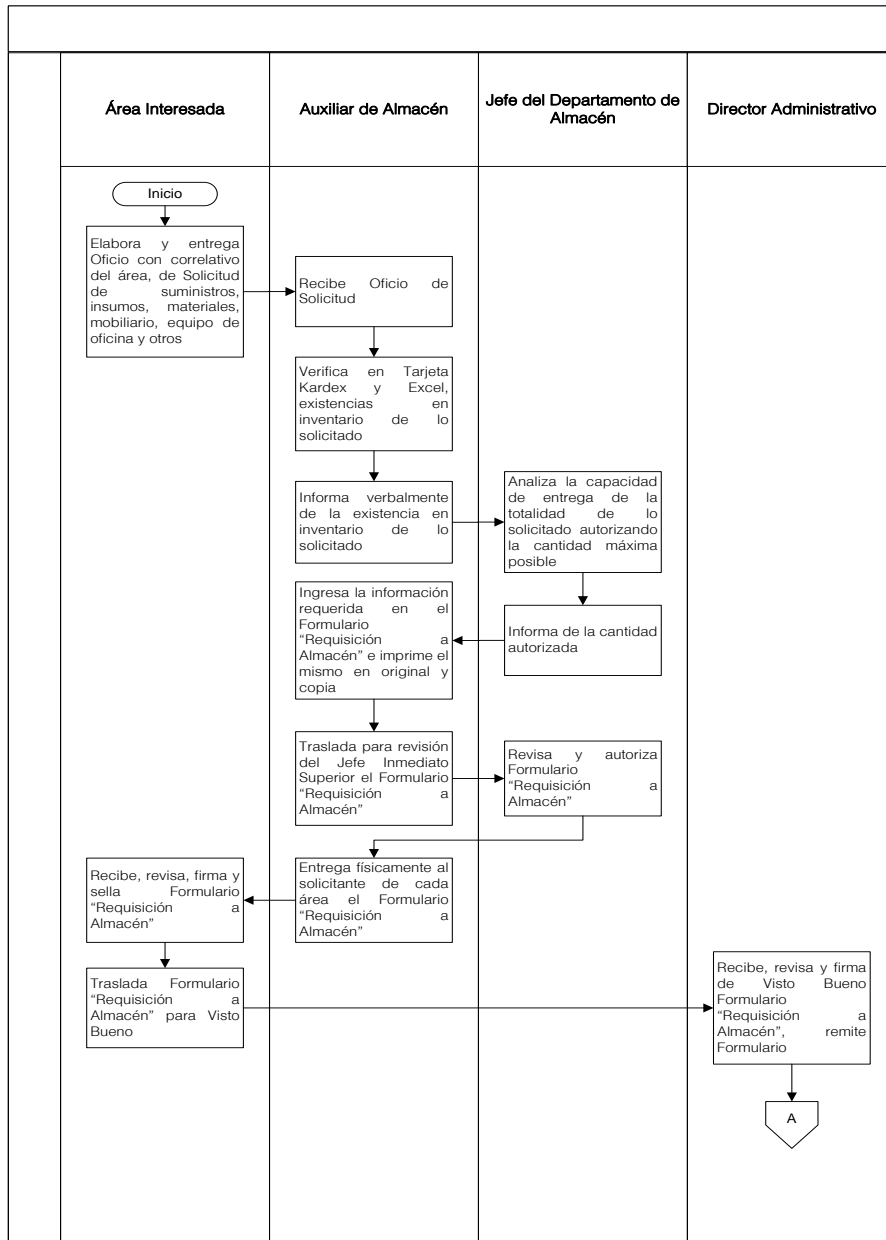 Área Interesada
Auxiliar de Almacén
Jefe del Departamento de
Almacén
Director Administrativo
Inicio
Elabora y entrega
Oficio con correlativo
del área, de Solicitud
de suministros,
insumos, materiales,
mobiliario, equipo de
oficina y otros
Recibe Oficio de
Solicitud
Verifica en Tarjeta
Kardex y Excel,
existencias en
inventario de lo
solicitado
Informa verbalmente
de la existencia en
inventario de lo
solicitado
Analiza la capacidad
de entrega de la
totalidad de lo
solicitado autorizando
la cantidad máxima
posible
Informa de la cantidad
autorizada
Ingresa la información
requerida en el
Formulario
“Requisición a
Almacén” e imprime el
mismo en original y
copia
Traslada para revisión
del Jefe Inmediato
Superior el Formulario
“Requisición a
Almacén”
Revisa y autoriza
Formulario
“Requisición a
Almacén”
Entrega físicamente al
solicitante de cada
área el Formulario
“Requisición a
Almacén”
Recibe, revisa, firma y
sella Formulario
“Requisición a
Almacén”
Traslada Formulario
“Requisición a
Almacén” para Visto
Bueno
Recibe, revisa y firma
de Visto Bueno
Formulario
“Requisición a
Almacén”, remite
Formulario
A